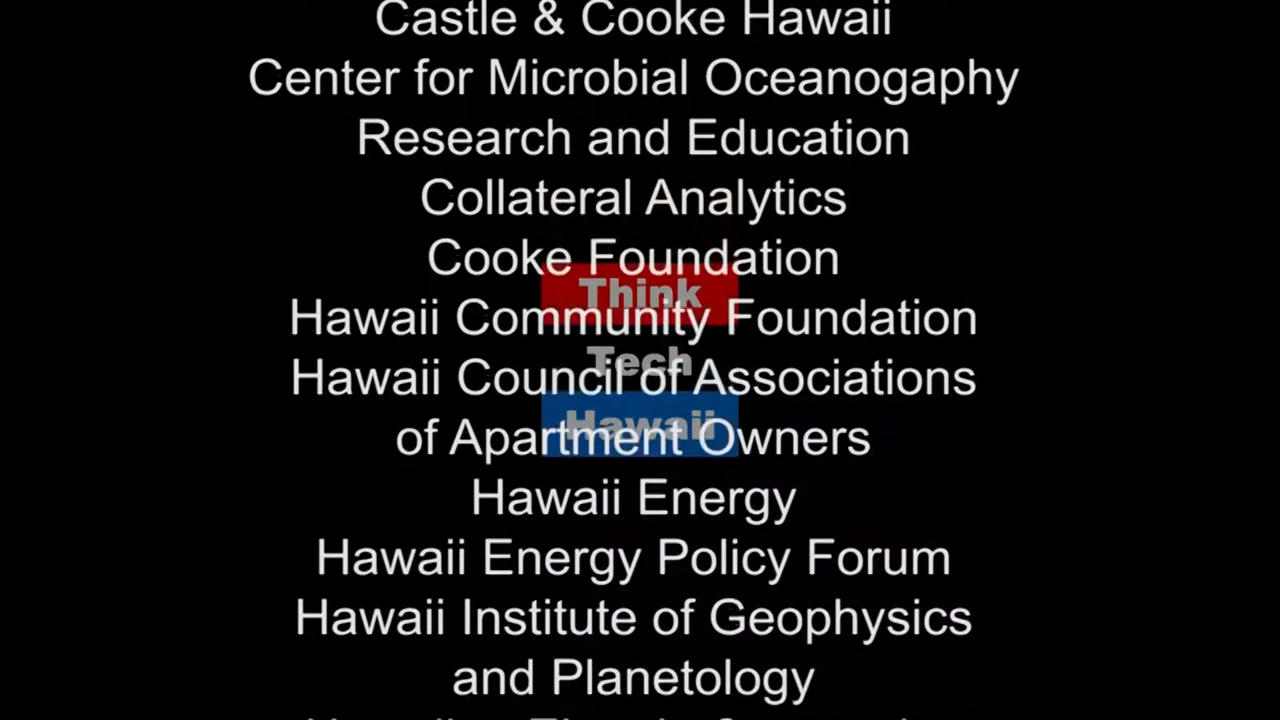 Castle & Cooke Hawaii
Center for Microbial Oceanogaphy
Research and Education
Collateral Analytics
Cooke Foundation
Think
Hawaii Community Foundation
Tech
Hawaii Council of Associations
Hawaii
of Apartment Owners
Hawaii Energy
Hawaii Energy Policy Forum
Hawaii Institute of Geophysics
and Planetology